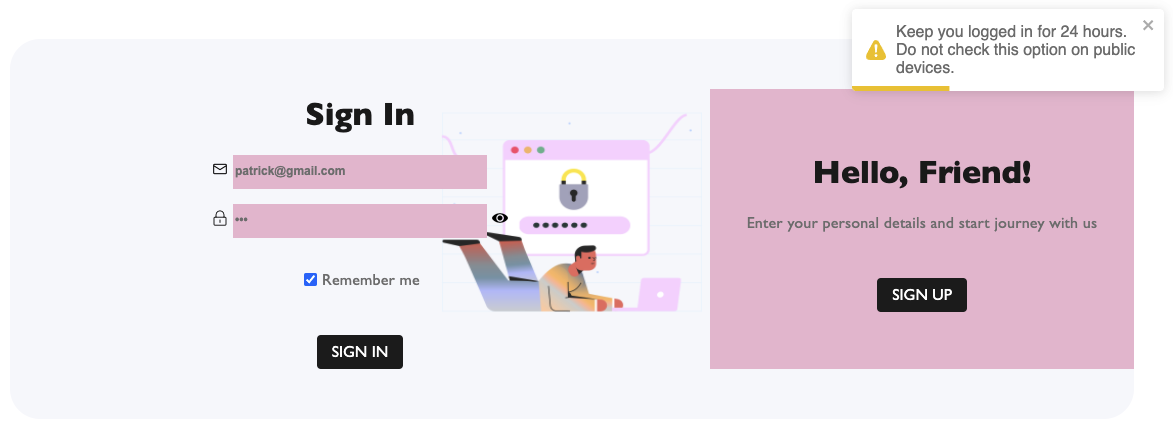 Keep you logged in for 24 hours.
Do not check this option on public
devices.
Sign In
patrick@gmail.com
•••
Remember me
SIGN IN
Hello, Friend!
Enter your personal details and start journey with us
SIGN UP